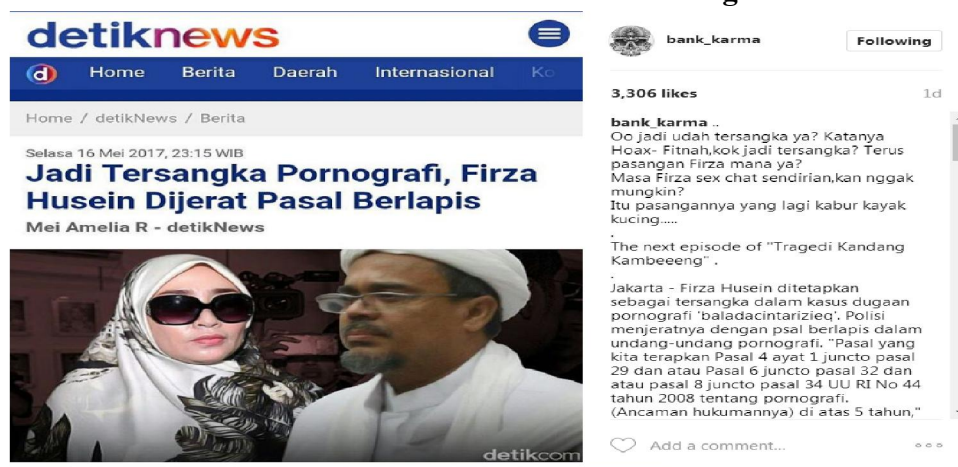 detiknews
d Home Berita Daerah Internasional Ko
Home / detikNews / Berita
Selasa 16 Mei 2017, 23:15 WIB
Jadi Tersangka Pornografi, Firza
Husein Dijerat Pasal Berlapis
Mei Amelia R - detikNews
detikcom
bank_karma
Following
3,306 likes 1d
bank_karma ..
Oo jadi udah tersangka ya? Katanya
Hoax- Fitnah,kok jadi tersangka? Terus
pasangan Firza mana ya?
Masa Firza sex chat sendirian,kan nggak
mungkin?
Itu pasangannya yang lagi kabur kayak
kucing.....
.
The next episode of "Tragedi Kandang
Kambeeeng" .
.
Jakarta - Firza Husein ditetapkan
sebagai tersangka dalam kasus dugaan
pornografi 'baladacintarizieq'. Polisi
menjeratnya dengan psal berlapis dalam
undang-undang pornografi. "Pasal yang
kita terapkan Pasal 4 ayat 1 juncto pasal
29 dan atau Pasal 6 juncto pasal 32 dan
atau pasal 8 juncto pasal 34 UU RI No 44
tahun 2008 tentang pornografi.
(Ancaman hukumannya) di atas 5 tahun,"
Add a comment...